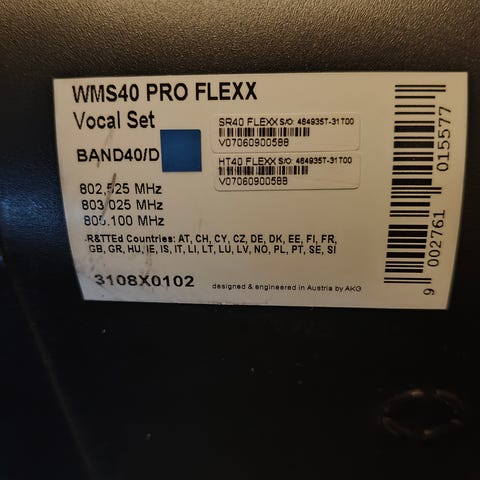 WMS40 PRO FLEXX
Vocal Set
BAND40/D
802,525 MHz
803,025 MHz
805.100 MHz
SR40 FLEXX S/O: 464935T-31T00
V07060900588
HT40 FLEXX S/O: 464935T-31T00
V07060900588
R&TTEd Countries: AT, CH, CY, CZ, DE, DK, EE, FI, FR,
GB, GR, HU, IE, IS, IT, LI, LT, LU, LV, NO, PL, PT, SE, SI
3108X0102
designed & engineered in Austria by AKG
9 002761 015577